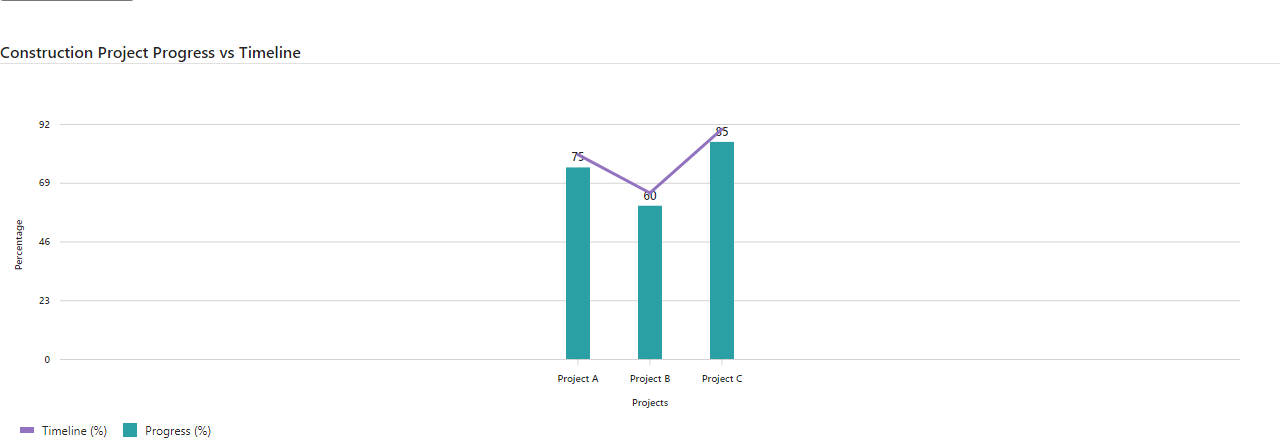 Construction Project Progress vs Timeline
92
69
46
23
0
Percentage
75
60
85
Project A
Project B
Project C
Projects
Timeline (%)
Progress (%)